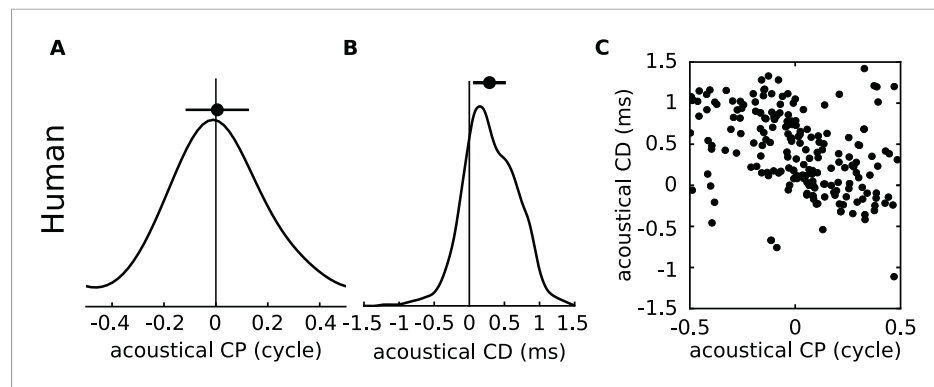 A
B
C
Human
-0.4 -0.2 0 0.2 0.4
acoustical CP (cycle)
-1.5 -1 -0.5 0 0.5 1 1.5
acoustical CD (ms)
1.5
1
0.5
0
-0.5
-1
-1.5
acoustical CD (ms)
-0.5 0 0.5
acoustical CP (cycle)